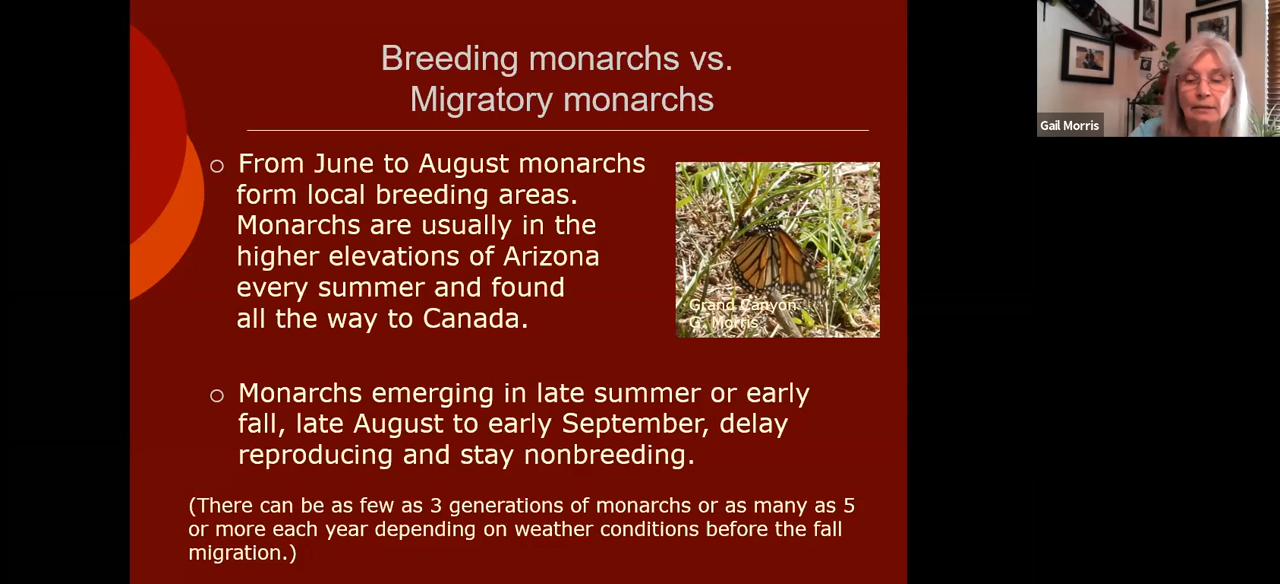 Breeding monarchs vs.
Migratory monarchs
o From June to August monarchs
form local breeding areas.
Monarchs are usually in the
higher elevations of Arizona
every summer and found
all the way to Canada.
Grand Canyon
G. Morris
o Monarchs emerging in late summer or early
fall, late August to early September, delay
reproducing and stay nonbreeding.
(There can be as few as 3 generations of monarchs or as many as 5
or more each year depending on weather conditions before the fall
migration.)
Gail Morris